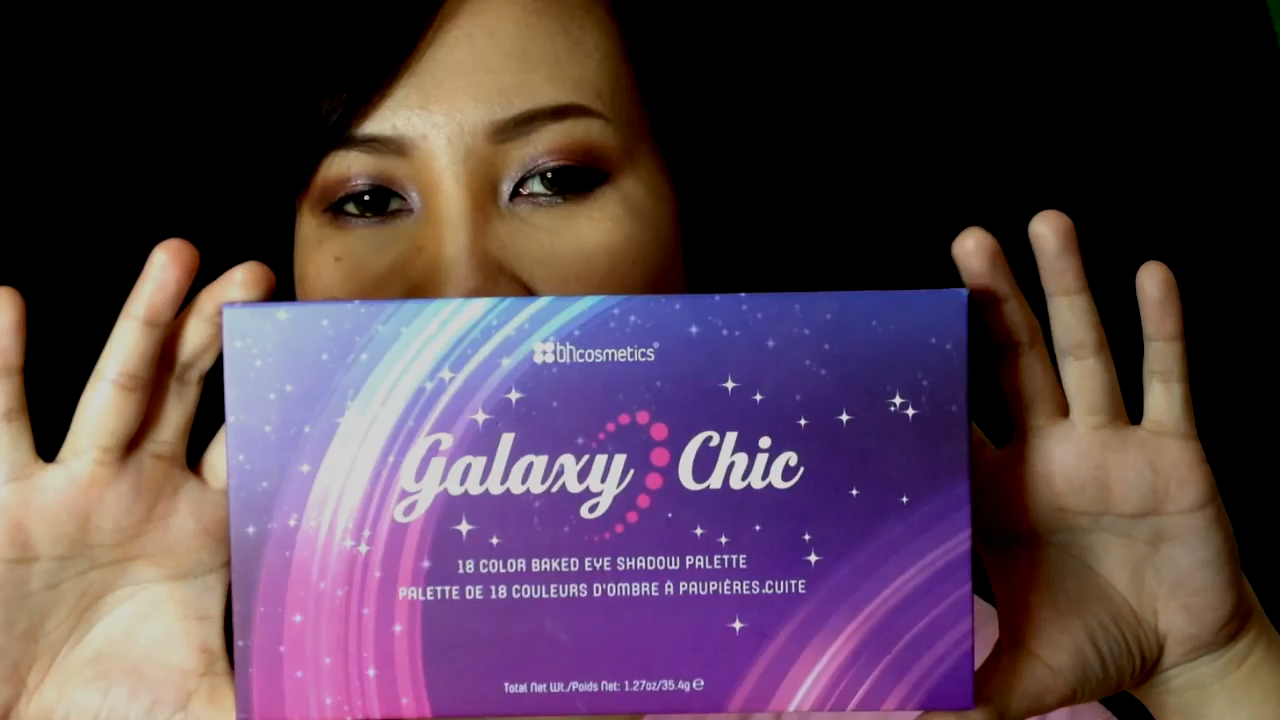 bhcosmetics
Galaxy Chic
18 COLOR BAKED EYE SHADOW PALETTE
PALETTE DE 18 COULEURS D'OMBRE À PAUPIÈRES.CUITE
Total Net Wt./Poids Net: 1.27oz/35.4g ℮